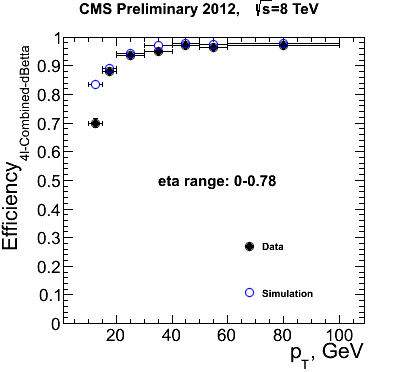 CMS Preliminary 2012, √s=8 TeV
Efficiency4l-Combined-dBetta
1
0.9
0.8
0.7
0.6
0.5
0.4
0.3
0.2
0.1
0
eta range: 0-0.78
Data
Simulation
20 40 60 80 100
pT, GeV